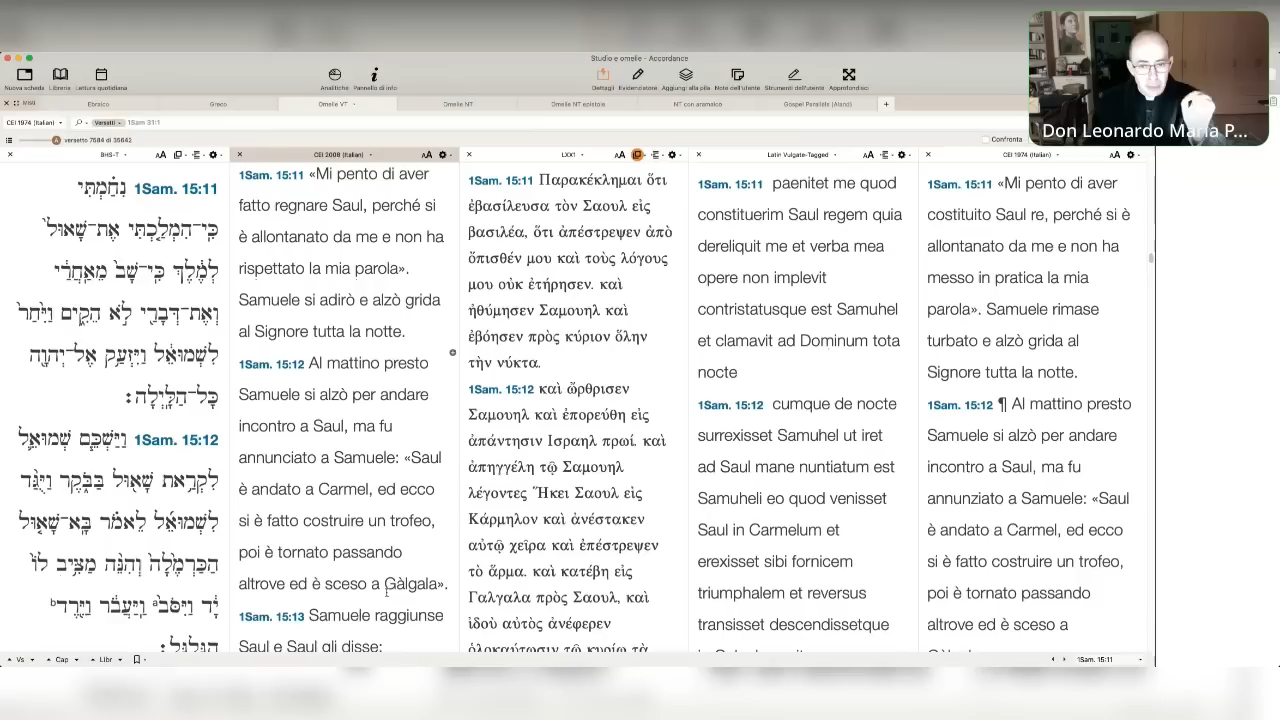 Don Leonardo Maria P...
Studio e omelie - Accordance
Nuova scheda
Libreria
Lettura quotidiana
Analitiche
Pannello di info
Dettagli
Evidenziatore
Aggiungi alla pila
Note dell'utente
Strumenti dell'utente
Approfondisci
Ebraico
Greco
Omelie VT
Omelie NT
Omelie NT epistole
NT con aramaico
Gospel Parallels (Aland)
CEI 1974 (Italian)
Versetti
1Sam 31:1
versetto 7684 di 35642
Confronta
BHS-T
1Sam. 15:11 נִחַ֗מְתִּי
כִּֽי־הִמְלַ֤כְתִּי אֶת־שָׁאוּל֙
לְמֶ֔לֶךְ כִּֽי־שָׁב֙ מֵאַֽחֲרַ֔י
וְאֶת־דְּבָרַ֖י לֹ֣א הֵקִ֑ים וַיִּ֙חַר֙
לִשְׁמוּאֵ֔ל וַיִּזְעַ֥ק אֶל־יְהוָ֖ה
כָּל־הַלָּֽיְלָה׃
1Sam. 15:12 וַיַּשְׁכֵּ֧ם שְׁמוּאֵ֛ל
לִקְרַ֥את שָׁא֖וּל בַּבֹּ֑קֶר וַיֻּגַּ֨ד
לִשְׁמוּאֵ֜ל לֵאמֹ֗ר בָּֽא־שָׁא֤וּל
הַכַּרְמֶ֙לָה֙ וְהִנֵּ֨ה מַצִּ֥יב לוֹ֙
יָ֔ד וַיִּסֹּב֙ a וַֽיַּעֲבֹ֔ר וַיֵּ֖רֶד b
הַגִּלְגָּֽל׃
CEI 2008 (Italian)
1Sam. 15:11 «Mi pento di aver
fatto regnare Saul, perché si
è allontanato da me e non ha
rispettato la mia parola».
Samuele si adirò e alzò grida
al Signore tutta la notte.
1Sam. 15:12 Al mattino presto
Samuele si alzò per andare
incontro a Saul, ma fu
annunciato a Samuele: «Saul
è andato a Carmel, ed ecco
si è fatto costruire un trofeo,
poi è tornato passando
altrove ed è sceso a Gàlgala».
1Sam. 15:13 Samuele raggiunse
Saul e Saul gli disse:
LXX1
1Sam. 15:11 Παρακέκλημαι ὅτι
ἐβασίλευσα τὸν Σαουλ εἰς
βασιλέα, ὅτι ἀπέστρεψεν ἀπὸ
ὄπισθέν μου καὶ τοὺς λόγους
μου οὐκ ἐτήρησεν. καὶ
ἠθύμησεν Σαμουηλ καὶ
ἐβόησεν πρὸς κύριον ὅλην
τὴν νύκτα.
1Sam. 15:12 καὶ ὤρθρισεν
Σαμουηλ καὶ ἐπορεύθη εἰς
ἀπάντησιν Ισραηλ πρωί. καὶ
ἀπηγγέλη τῷ Σαμουηλ
λέγοντες Ἥκει Σαουλ εἰς
Κάρμηλον καὶ ἀνέστακεν
αὐτῷ χεῖρα καὶ ἐπέστρεψεν
τὸ ἅρμα. καὶ κατέβη εἰς
Γαλγαλα πρὸς Σαουλ, καὶ
ἰδοὺ αὐτὸς ἀνέφερεν
ὁλοκαύτωσιν τῷ κυρίῳ τὰ
Latin Vulgate-Tagged
1Sam. 15:11 paenitet me quod
constituerim Saul regem quia
dereliquit me et verba mea
opere non implevit
contristatusque est Samuhel
et clamavit ad Dominum tota
nocte
1Sam. 15:12 cumque de nocte
surrexisset Samuhel ut iret
ad Saul mane nuntiatum est
Samuheli eo quod venisset
Saul in Carmelum et
erexisset sibi fornicem
triumphalem et reversus
transisset descendissetque
CEI 1974 (Italian)
1Sam. 15:11 «Mi pento di aver
costituito Saul re, perché si è
allontanato da me e non ha
messo in pratica la mia
parola». Samuele rimase
turbato e alzò grida al
Signore tutta la notte.
1Sam. 15:12 ¶ Al mattino presto
Samuele si alzò per andare
incontro a Saul, ma fu
annunziato a Samuele: «Saul
è andato a Carmel, ed ecco
si è fatto costruire un trofeo,
poi è tornato passando
altrove ed è sceso a
Vs
Cap
Libr
1Sam. 15:11